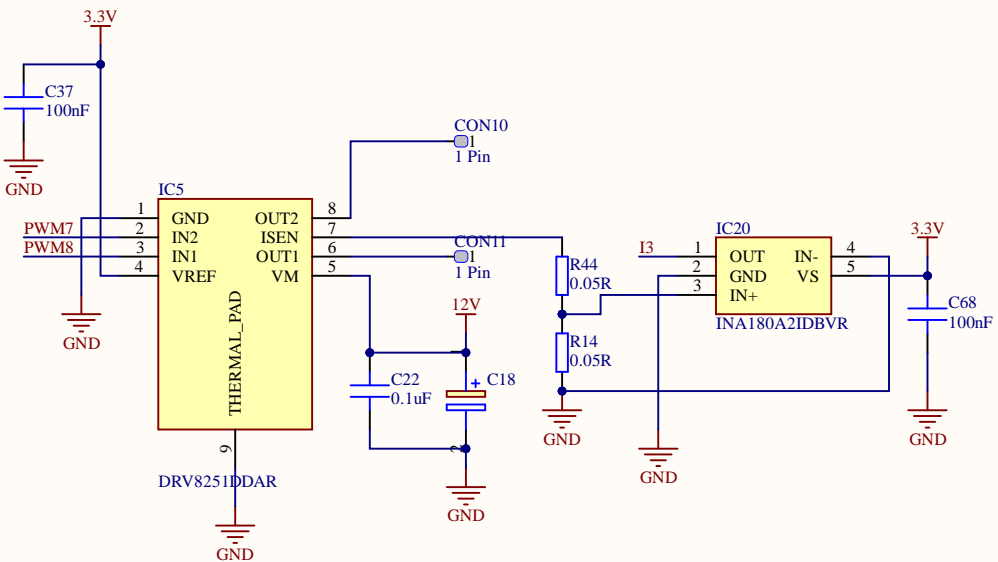 3.3V
C37
100nF
GND
CON10
1
1 Pin
IC5
1
GND
OUT2
8
PWM7
2
IN2
ISEN
7
PWM8
3
IN1
OUT1
6
4
VREF
VM
5
CON11
1
1 Pin
GND
THERMAL_PAD
9
DRV8251DDAR
GND
12V
1
C22
0.1uF
+
C18
2
GND
R44
0.05R
R14
0.05R
GND
IC20
I3
1
OUT
IN-
4
2
GND
VS
5
3
IN+
INA180A2IDBVR
GND
3.3V
C68
100nF
GND